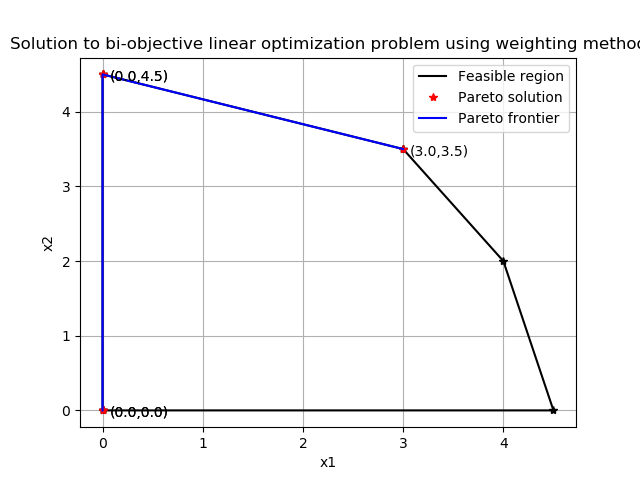 Solution to bi-objective linear optimization problem using weighting metho
Feasible region
Pareto solution
Pareto frontier
(0.0,4.5)
(3.0,3.5)
(0.0,0.0)
4
3
2
1
0
x2
0
1
2
3
4
x1